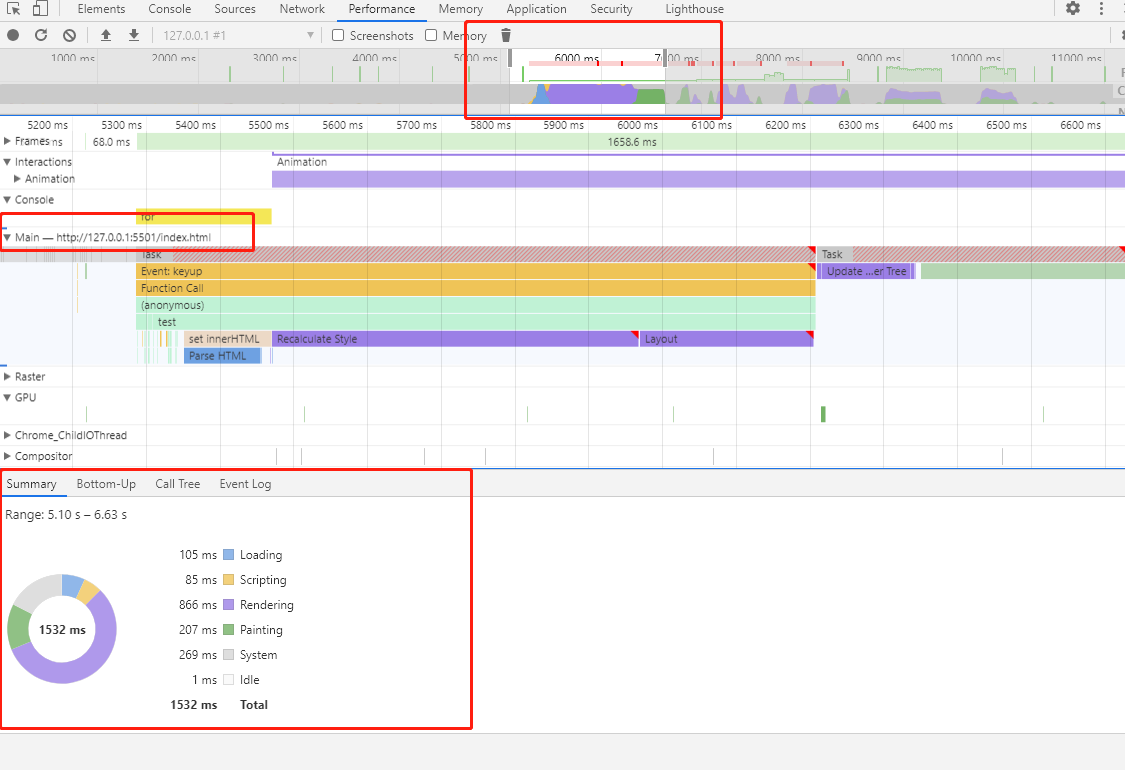 Elements Console Sources Network Performance Memory Application Security Lighthouse
127.0.0.1 #1 Screenshots Memory
1000 ms 2000 ms 3000 ms 4000 ms 5000 ms 6000 ms 7000 ms 8000 ms 9000 ms 10000 ms 11000 ms
5200 ms 5300 ms 5400 ms 5500 ms 5600 ms 5700 ms 5800 ms 5900 ms 6000 ms 6100 ms 6200 ms 6300 ms 6400 ms 6500 ms 6600 ms
Frames ns 68.0 ms 1658.6 ms
Interactions Animation
Animation
Console
for
Main — http://127.0.0.1:5501/index.html
Task Task
Event: keyup Update ...er Tree
Function Call
(anonymous)
test
set innerHTML Recalculate Style Layout
Parse HTML
Raster
GPU
Chrome_ChildIOThread
Compositor
Summary Bottom-Up Call Tree Event Log
Range: 5.10 s – 6.63 s
105 ms Loading
85 ms Scripting
866 ms Rendering
1532 ms 207 ms Painting
269 ms System
1 ms Idle
1532 ms Total